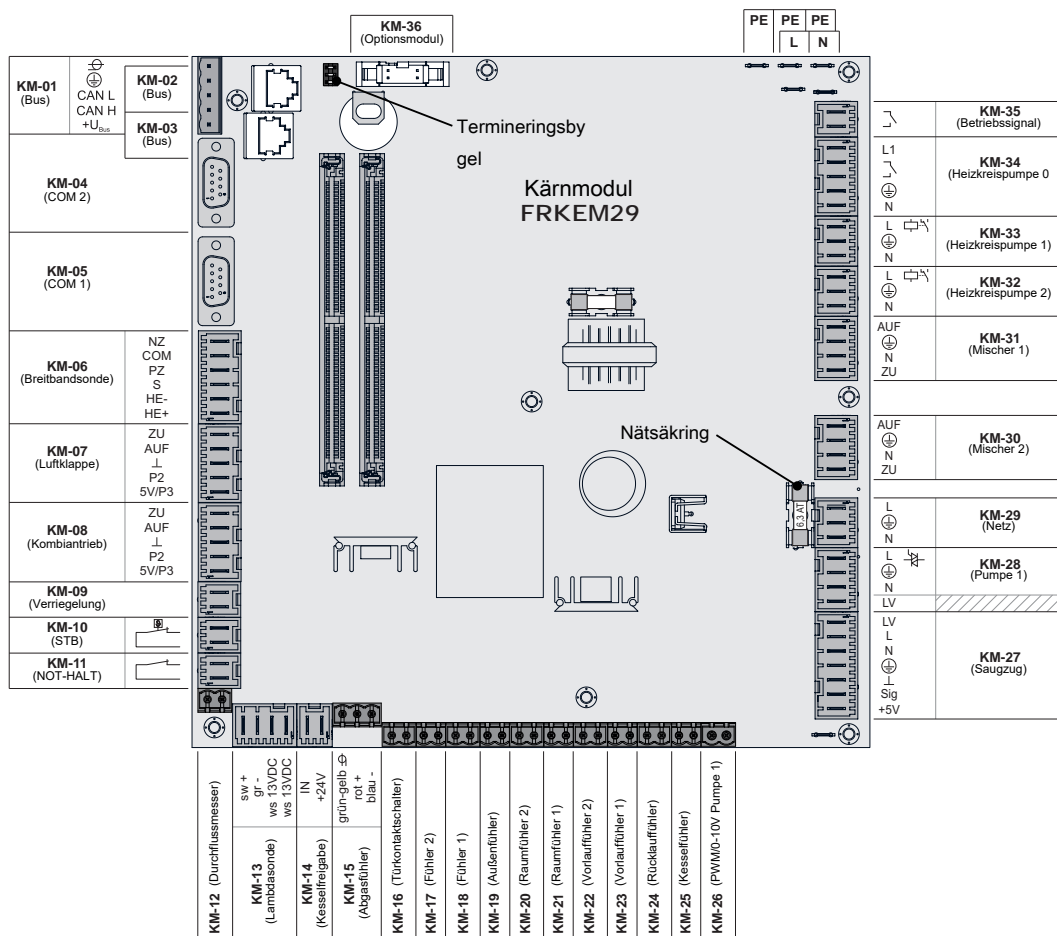 KM-36
(Optionsmodul)
PE PE PE
L N
KM-01
(Bus)
CAN L
CAN H
+U Bus
KM-02
(Bus)
KM-03
(Bus)
KM-04
(COM 2)
KM-05
(COM 1)
KM-06
(Breitbandsonde)
NZ
COM
PZ
S
HE-
HE+
KM-07
(Luftklappe)
ZU
AUF
⊥
P2
5V/P3
KM-08
(Kombiantrieb)
ZU
AUF
⊥
P2
5V/P3
KM-09
(Verriegelung)
KM-10
(STB)
KM-11
(NOT-HALT)
Termineringsby
gel
Kärnmodul
FRKEM29
Nätsäkring
6,3 AT
KM-35
(Betriebssignal)
L1
N
KM-34
(Heizkreispumpe 0
L
N
KM-33
(Heizkreispumpe 1)
L
N
KM-32
(Heizkreispumpe 2)
AUF
N
ZU
KM-31
(Mischer 1)
AUF
N
ZU
KM-30
(Mischer 2)
L
N
KM-29
(Netz)
L
N
LV
KM-28
(Pumpe 1)
LV
L
N
⊥
Sig
+5V
KM-27
(Saugzug)
KM-12 (Durchflussmesser)
sw +
gr -
ws 13VDC
ws 13VDC
KM-13
(Lambdasonde)
IN
+24V
KM-14
(Kesselfreigabe)
grün-gelb
rot +
blau -
KM-15
(Abgasfühler)
KM-16 (Türkontaktschalter)
KM-17 (Fühler 2)
KM-18 (Fühler 1)
KM-19 (Außenfühler)
KM-20 (Raumfühler 2)
KM-21 (Raumfühler 1)
KM-22 (Vorlauffühler 2)
KM-23 (Vorlauffühler 1)
KM-24 (Rücklauffühler)
KM-25 (Kesselfühler)
KM-26 (PWM/0-10V Pumpe 1)